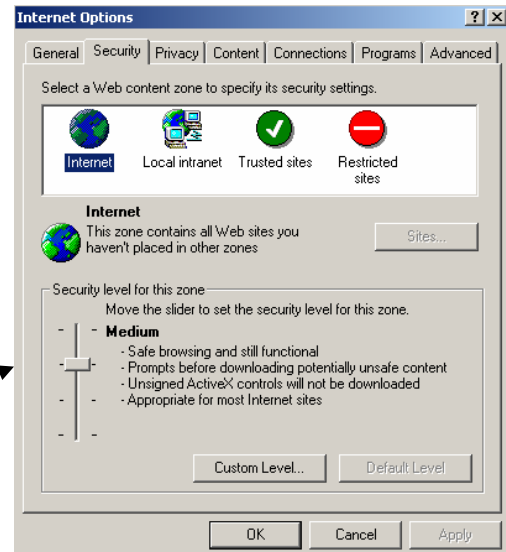 Internet Options
General Security Privacy Content Connections Programs Advanced
Select a Web content zone to specify its security settings.
Internet Local intranet Trusted sites Restricted
sites
Internet
This zone contains all Web sites you
haven't placed in other zones
Sites...
Security level for this zone
Move the slider to set the security level for this zone.
Medium
- Safe browsing and still functional
- Prompts before downloading potentially unsafe content
- Unsigned ActiveX controls will not be downloaded
- Appropriate for most Internet sites
Custom Level... Default Level
OK Cancel Apply